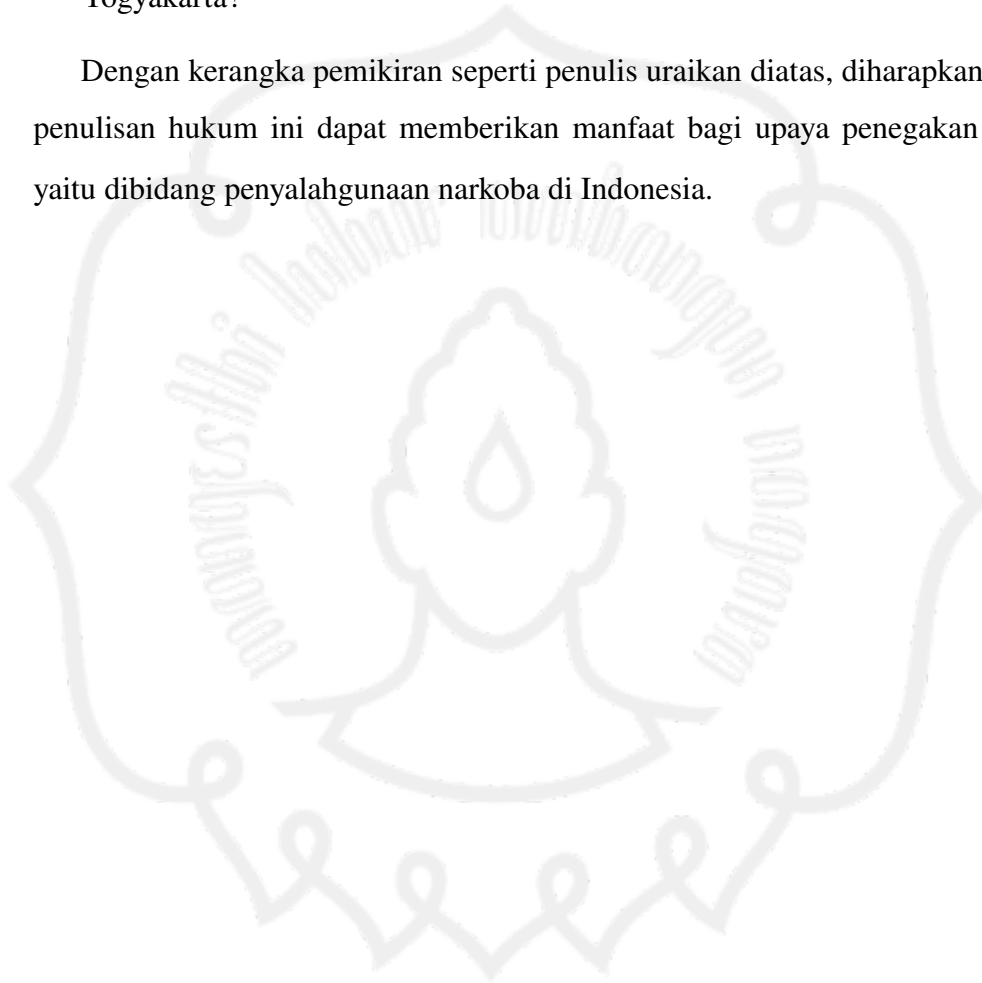 Yogyakarta?
Dengan kerangka pemikiran seperti penulis uraikan diatas, diharapkan
penulisan hukum ini dapat memberikan manfaat bagi upaya penegakan
yaitu dibidang penyalahgunaan narkoba di Indonesia.